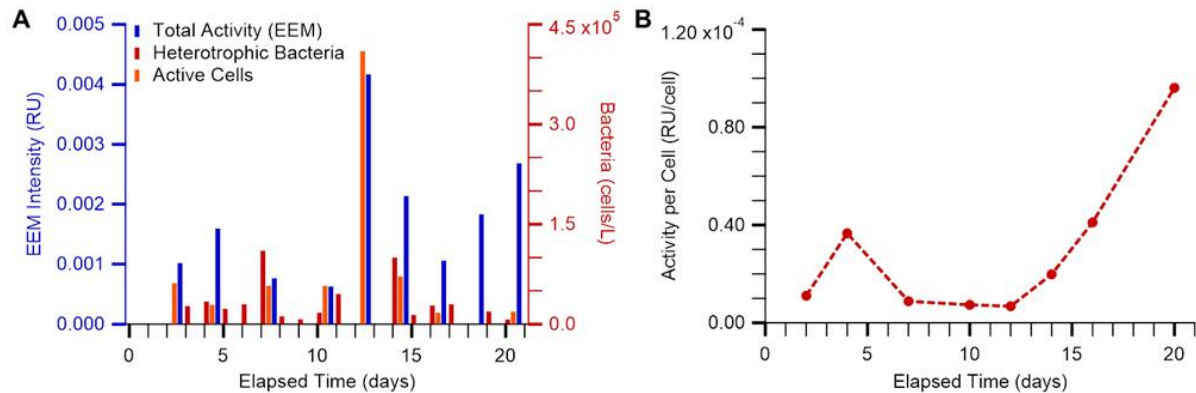 A
0.005
0.004
0.003
0.002
0.001
0.000
EEM Intensity (RU)
Total Activity (EEM)
Heterotrophic Bacteria
Active Cells
4.5 x10⁵
3.0
1.5
0.0
Bacteria (cells/L)
0 5 10 15 20
Elapsed Time (days)
B
1.20 x10⁻⁴
0.80
0.40
0.00
Activity per Cell (RU/cell)
0 5 10 15 20
Elapsed Time (days)